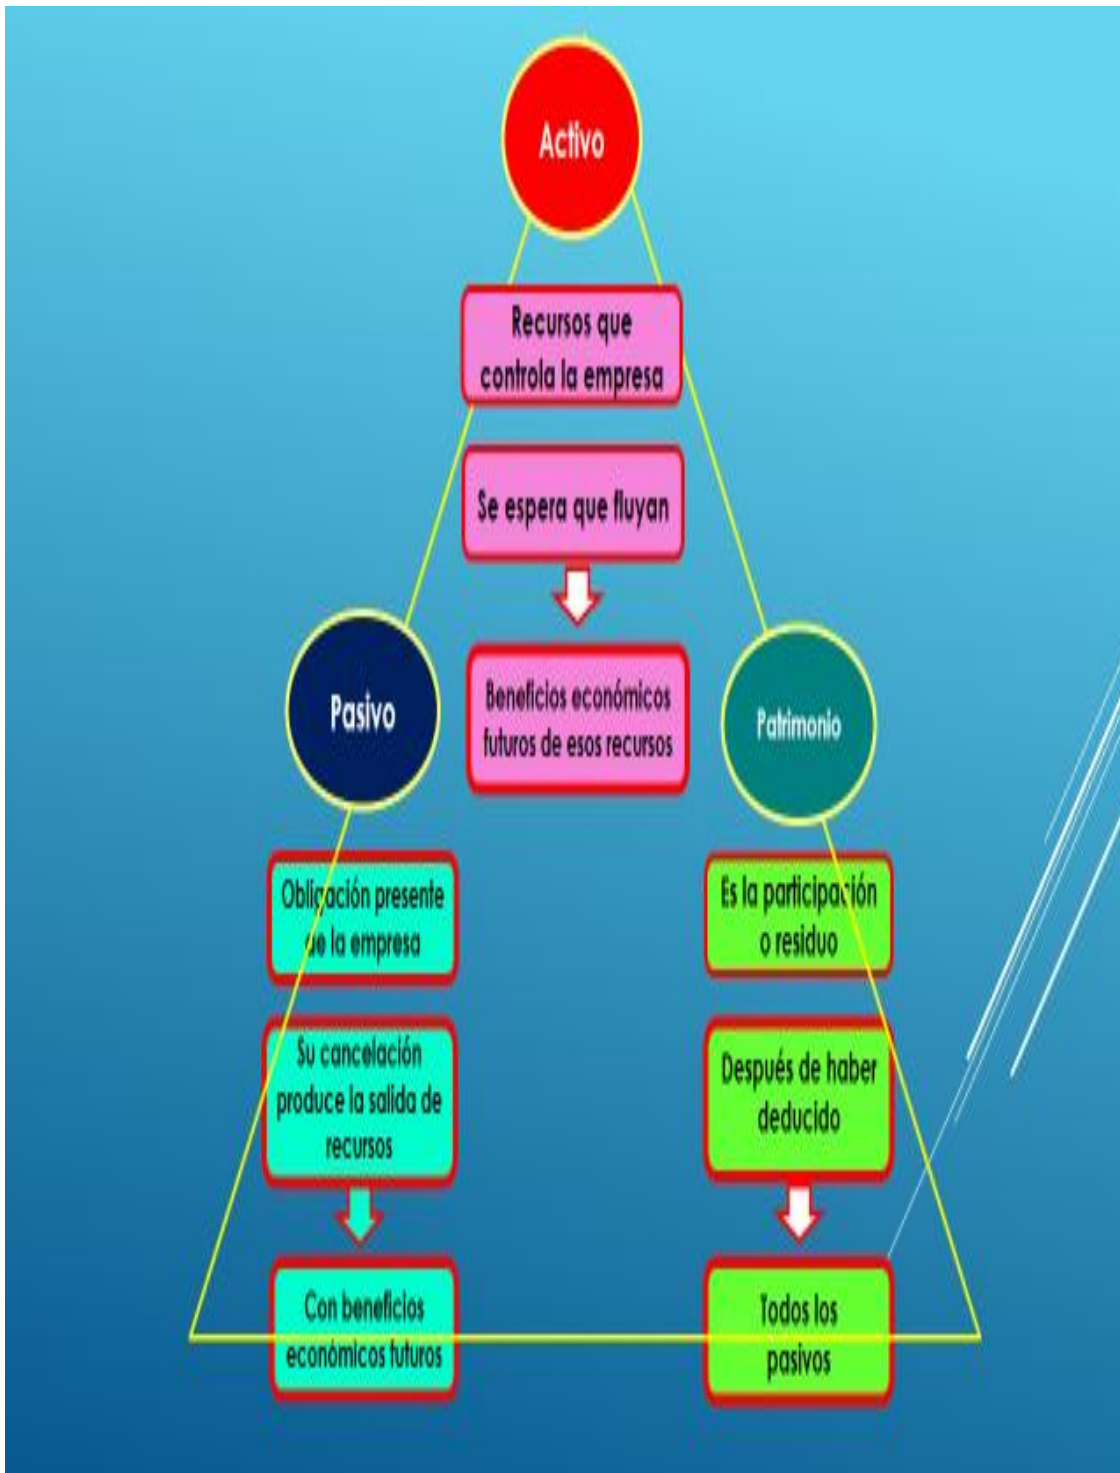 Activo
Recursos que
controla la empresa
Se espera que fluyan
Beneficios económicos
futuros de esos recursos
Pasivo
Obligación presente
de la empresa
Su cancelación
produce la salida de
recursos
Con beneficios
económicos futuros
Patrimonio
Es la participación
o residuo
Después de haber
deducido
Todos los
pasivos